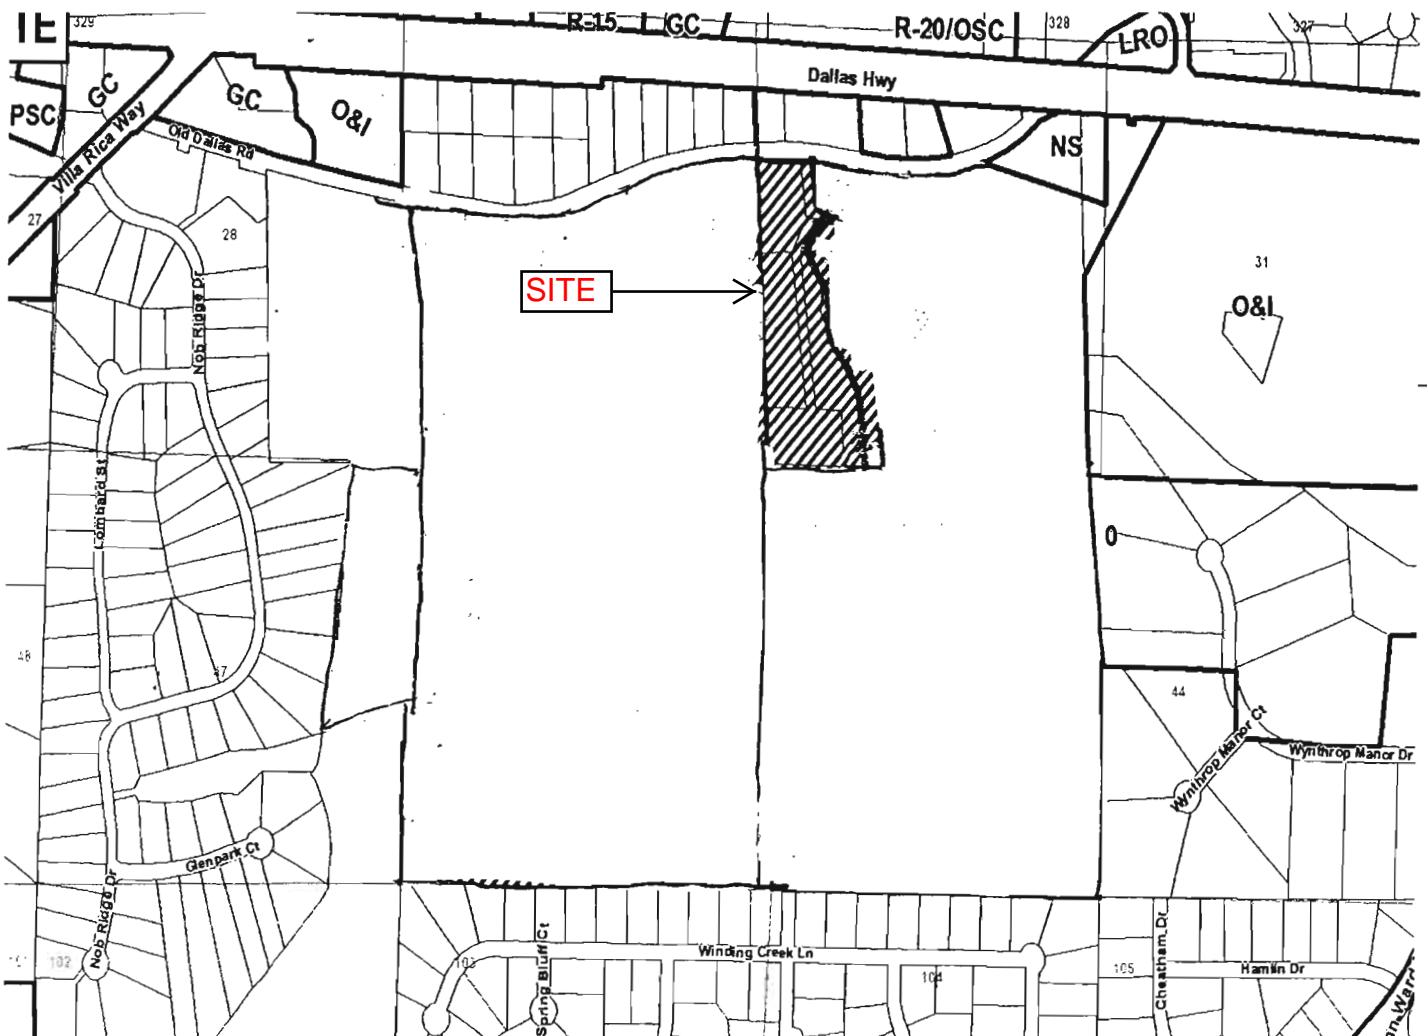 IE
329
R-15
GC
R-20/OSC
328
LRO
327
Dallas Hwy
GC
PSC
GC
O&I
Villa Rica Way
Old Dallas Rd
NS
27
28
31
O&I
SITE
Nob Ridge Dr
Lombard St
0
48
47
44
Wynthrop Manor Ct
Wynthrop Manor Dr
Glenpark Ct
Nob Ridge Dr
102
103
Spring Bluff Ct
Winding Creek Ln
104
105
Cheatham Dr
Hamlin Dr